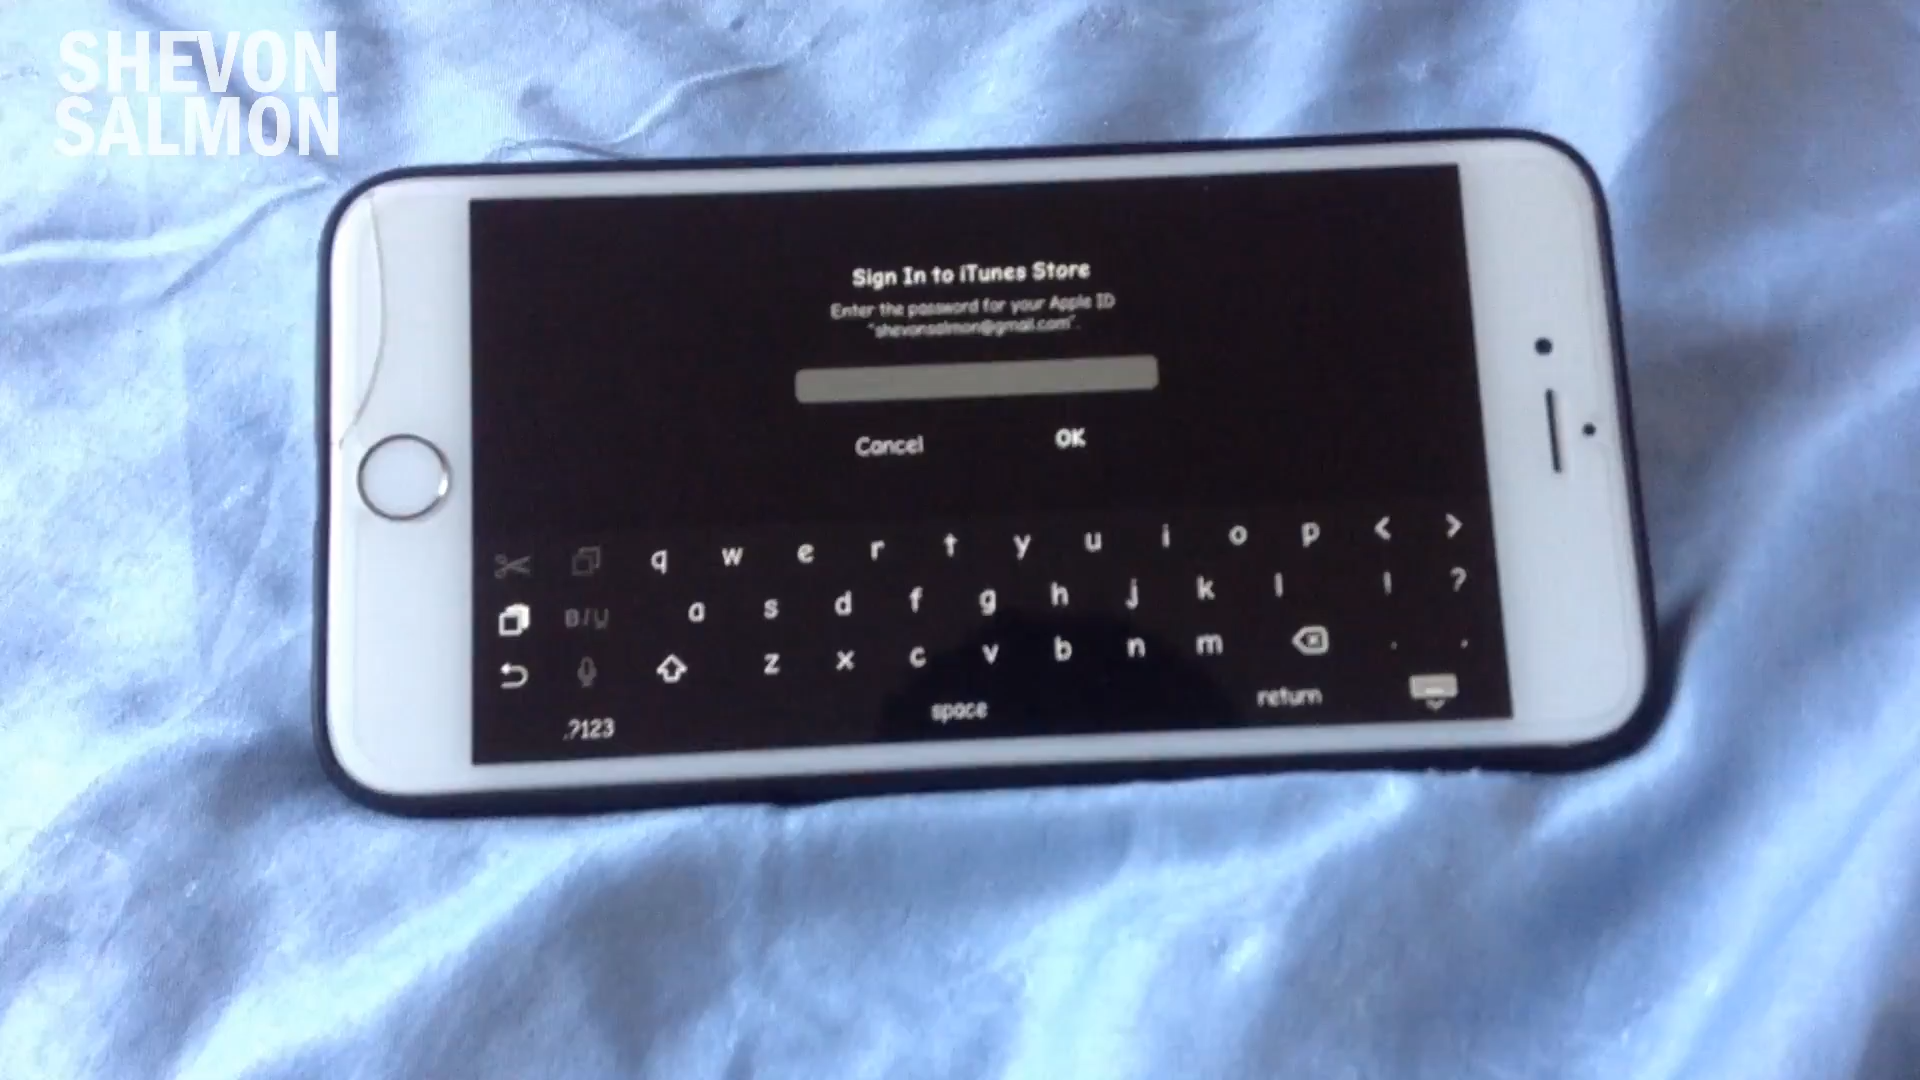 SHEVON
SALMON
Sign In to iTunes Store
Enter the password for your Apple ID
"shevonsalmon@gmail.com".
Cancel OK
q w e r t y u i o p < >
B I U a s d f g h j k l ! ?
z x c v b n m . ,
.?123 space return